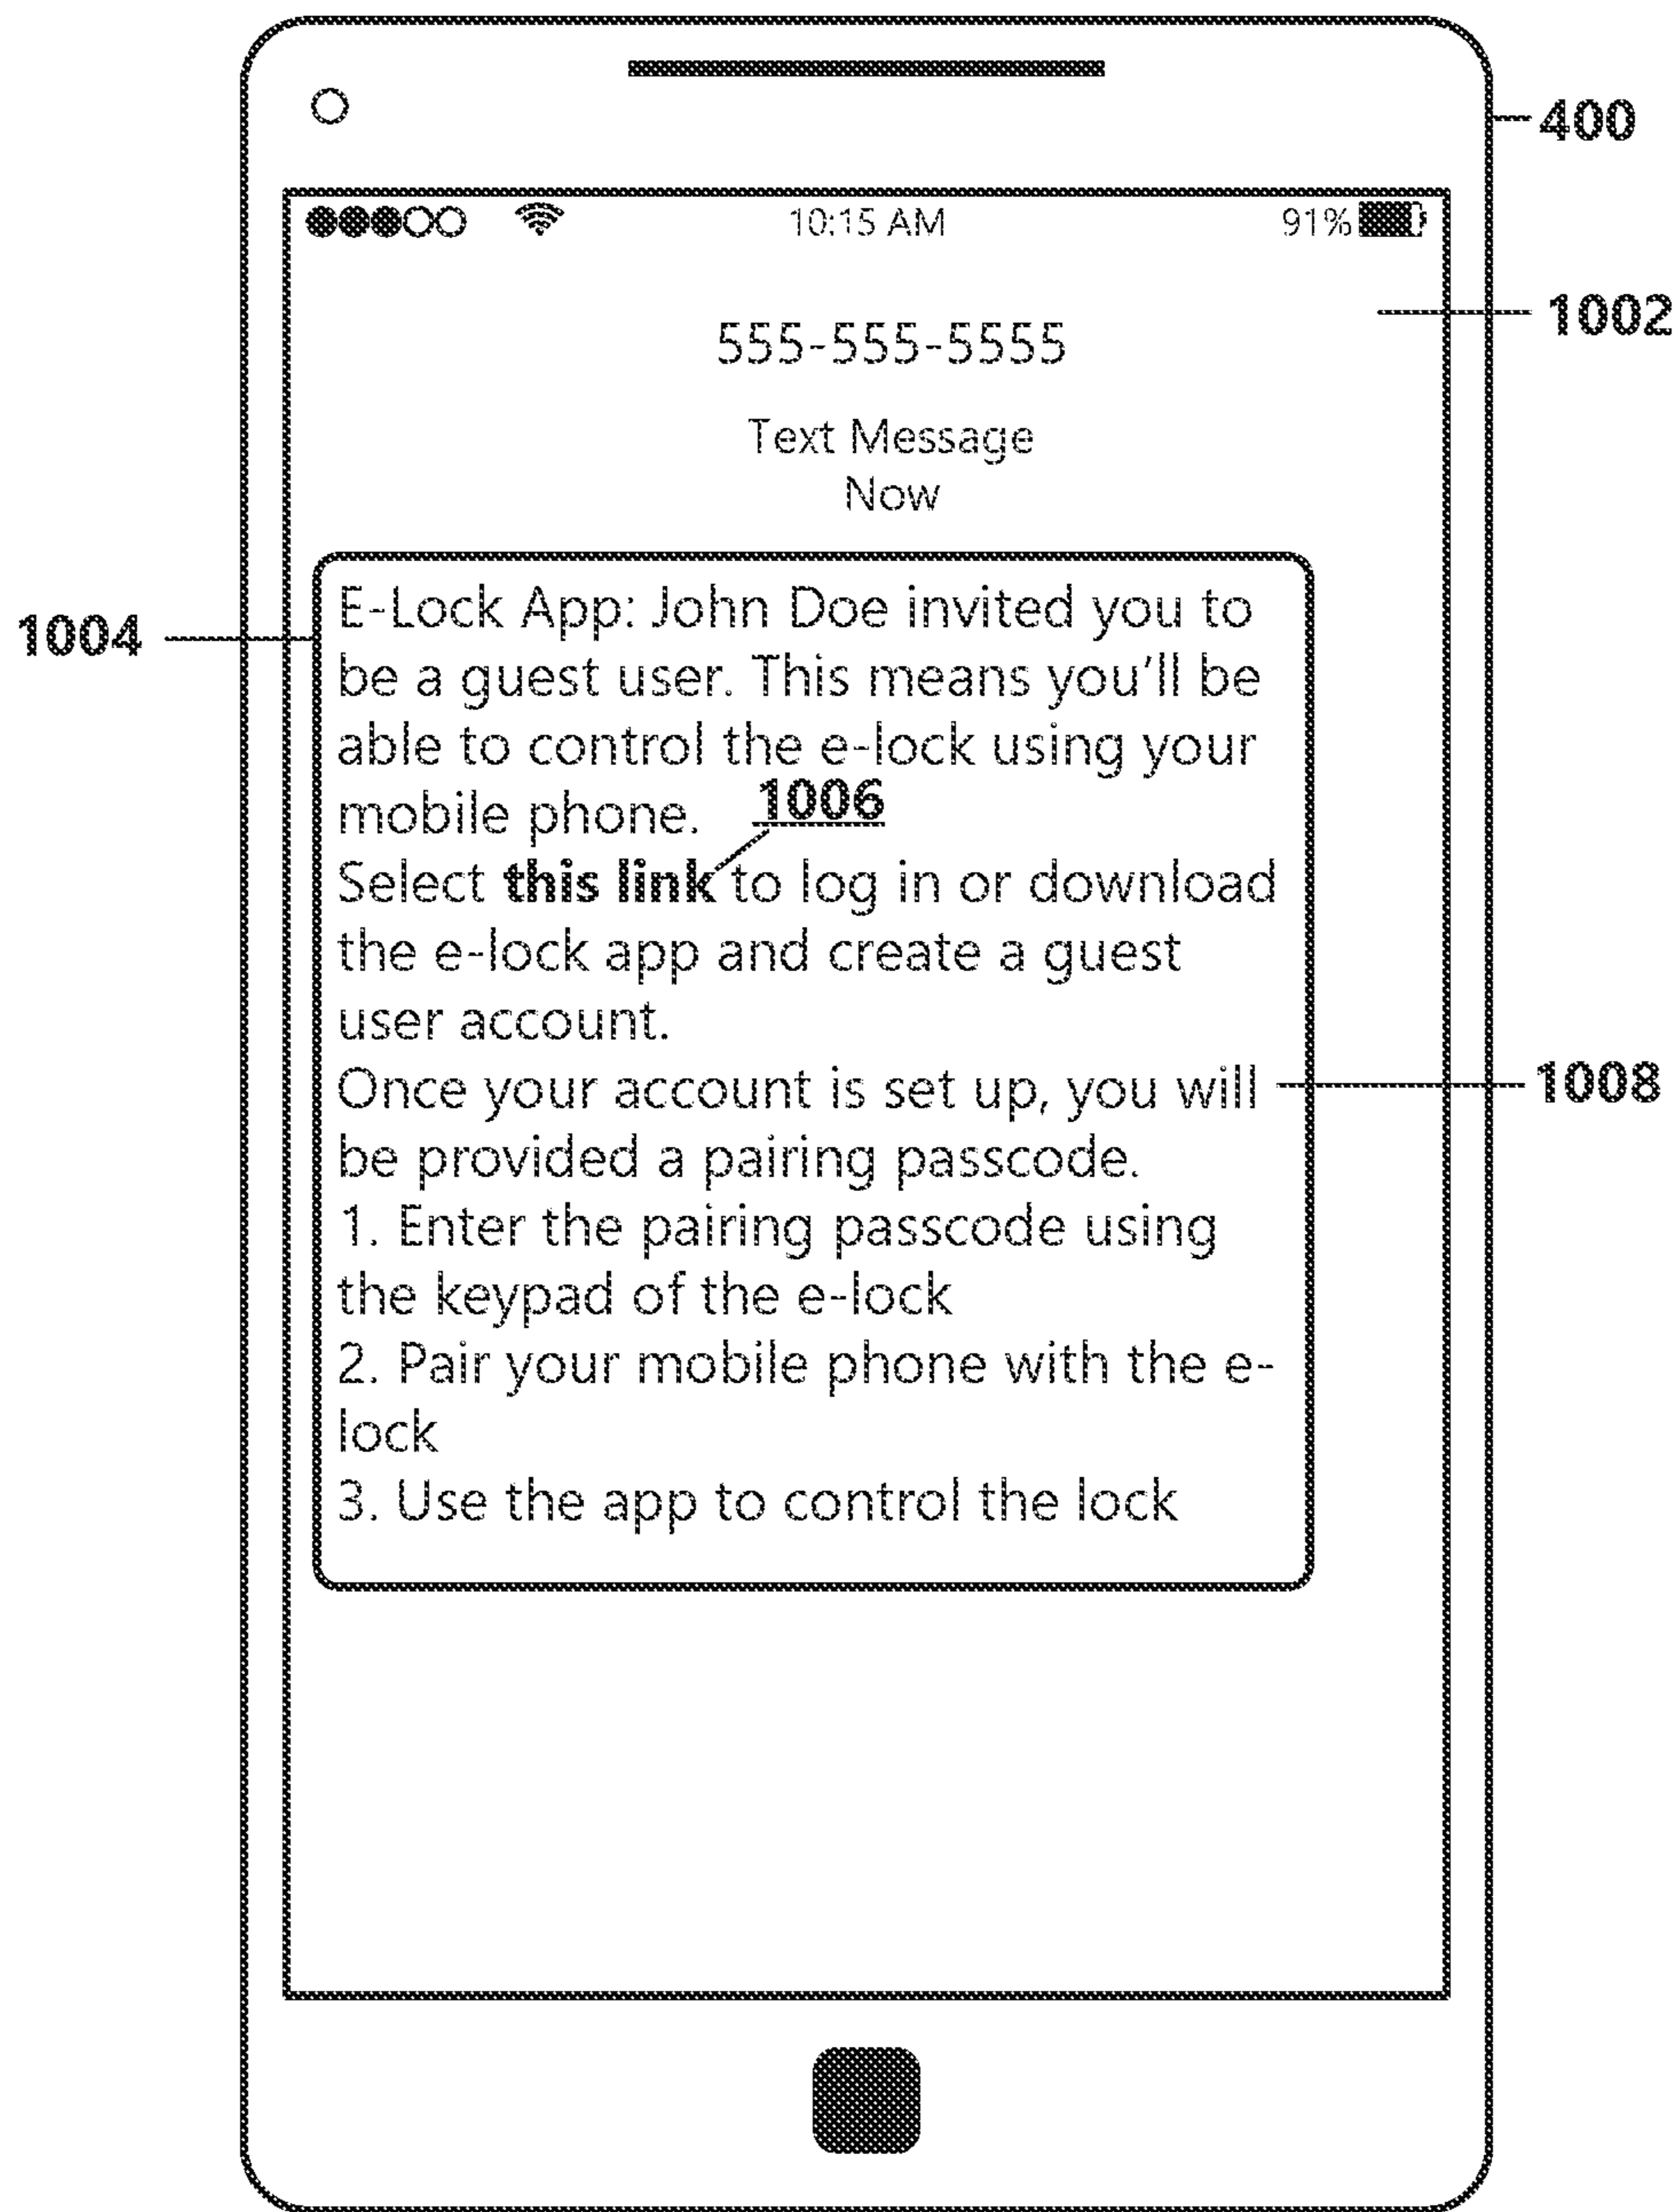 400
10:15 AM 91%
1002
555-555-5555
Text Message
Now
1004
E-Lock App: John Doe invited you to
be a guest user. This means you'll be
able to control the e-lock using your
mobile phone.
1006
Select this link to log in or download
the e-lock app and create a guest
user account.
Once your account is set up, you will
1008
be provided a pairing passcode.
1. Enter the pairing passcode using
the keypad of the e-lock
2. Pair your mobile phone with the e-
lock
3. Use the app to control the lock